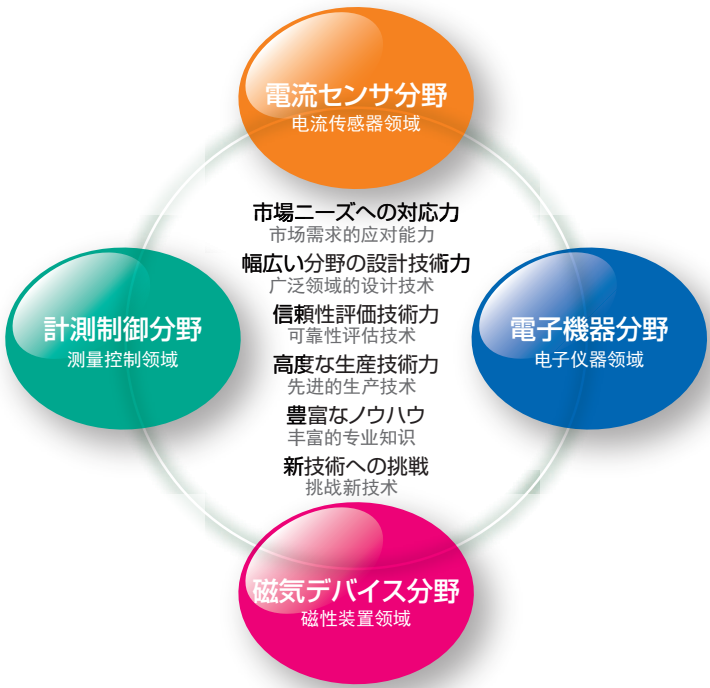 電流センサ分野
电流传感器领域
市場ニーズへの対応力
市场需求的应对能力
幅広い分野の設計技術力
广泛领域的设计技术
信頼性評価技術力
可靠性评估技术
高度な生産技術力
先进的生产技术
豊富なノウハウ
丰富的专业知识
新技術への挑戦
挑战新技术
計測制御分野
测量控制领域
電子機器分野
电子仪器领域
磁気デバイス分野
磁性装置领域